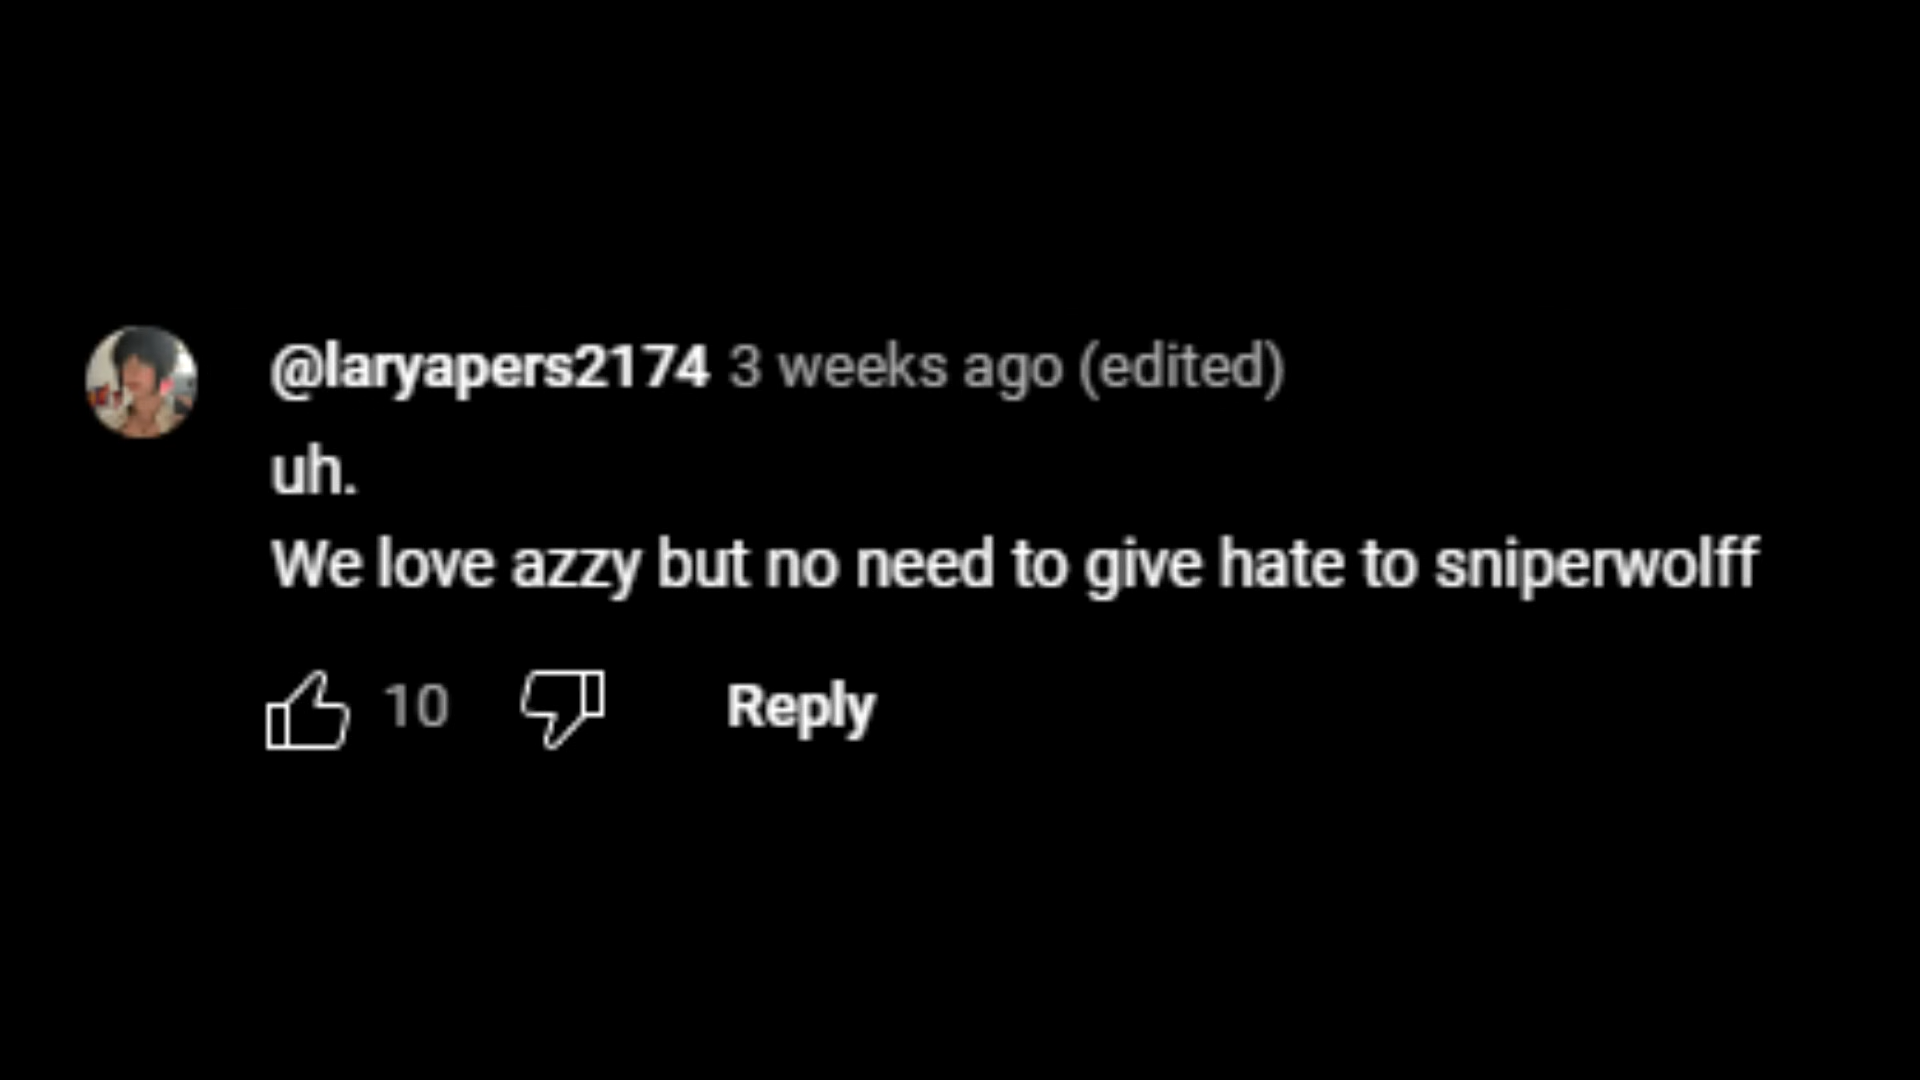 @laryapers2174 3 weeks ago (edited)
uh.
We love azzy but no need to give hate to sniperwolff
10 Reply